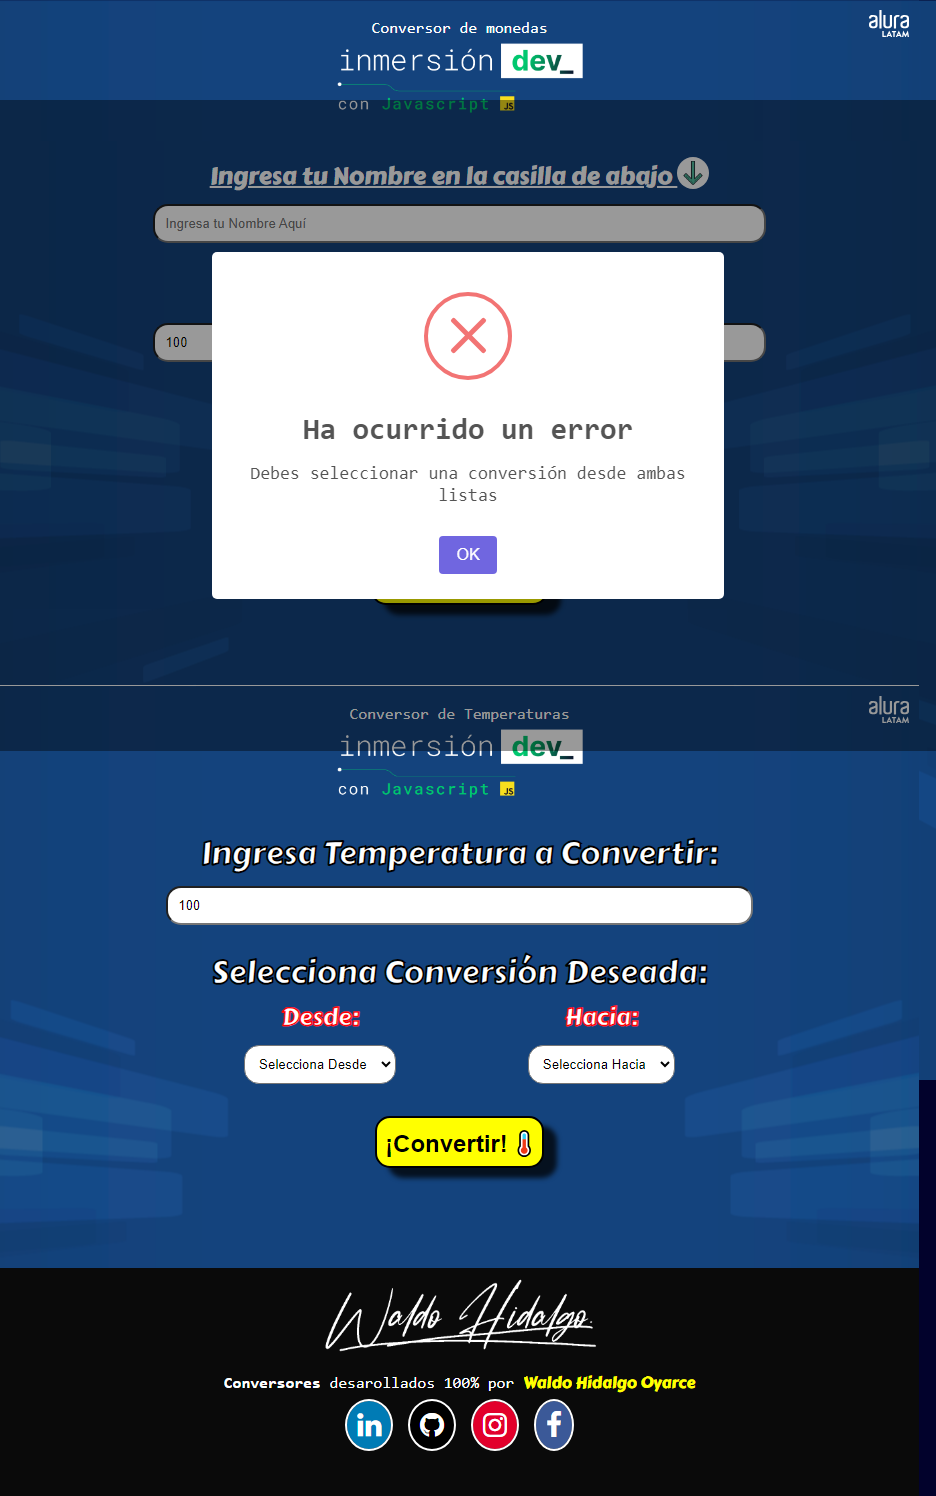 Conversor de monedas
alura
LATAM
inmersión dev_
con Javascript JS
Ingresa tu Nombre en la casilla de abajo
Ingresa tu Nombre Aquí
100
Ha ocurrido un error
Debes seleccionar una conversión desde ambas
listas
OK
Conversor de Temperaturas
alura
LATAM
inmersión dev_
con Javascript JS
Ingresa Temperatura a Convertir:
100
Selecciona Conversión Deseada:
Desde: Hacia:
Selecciona Desde Selecciona Hacia
¡Convertir!
Waldo Hidalgo.
Conversores desarollados 100% por Waldo Hidalgo Oyarce
in f